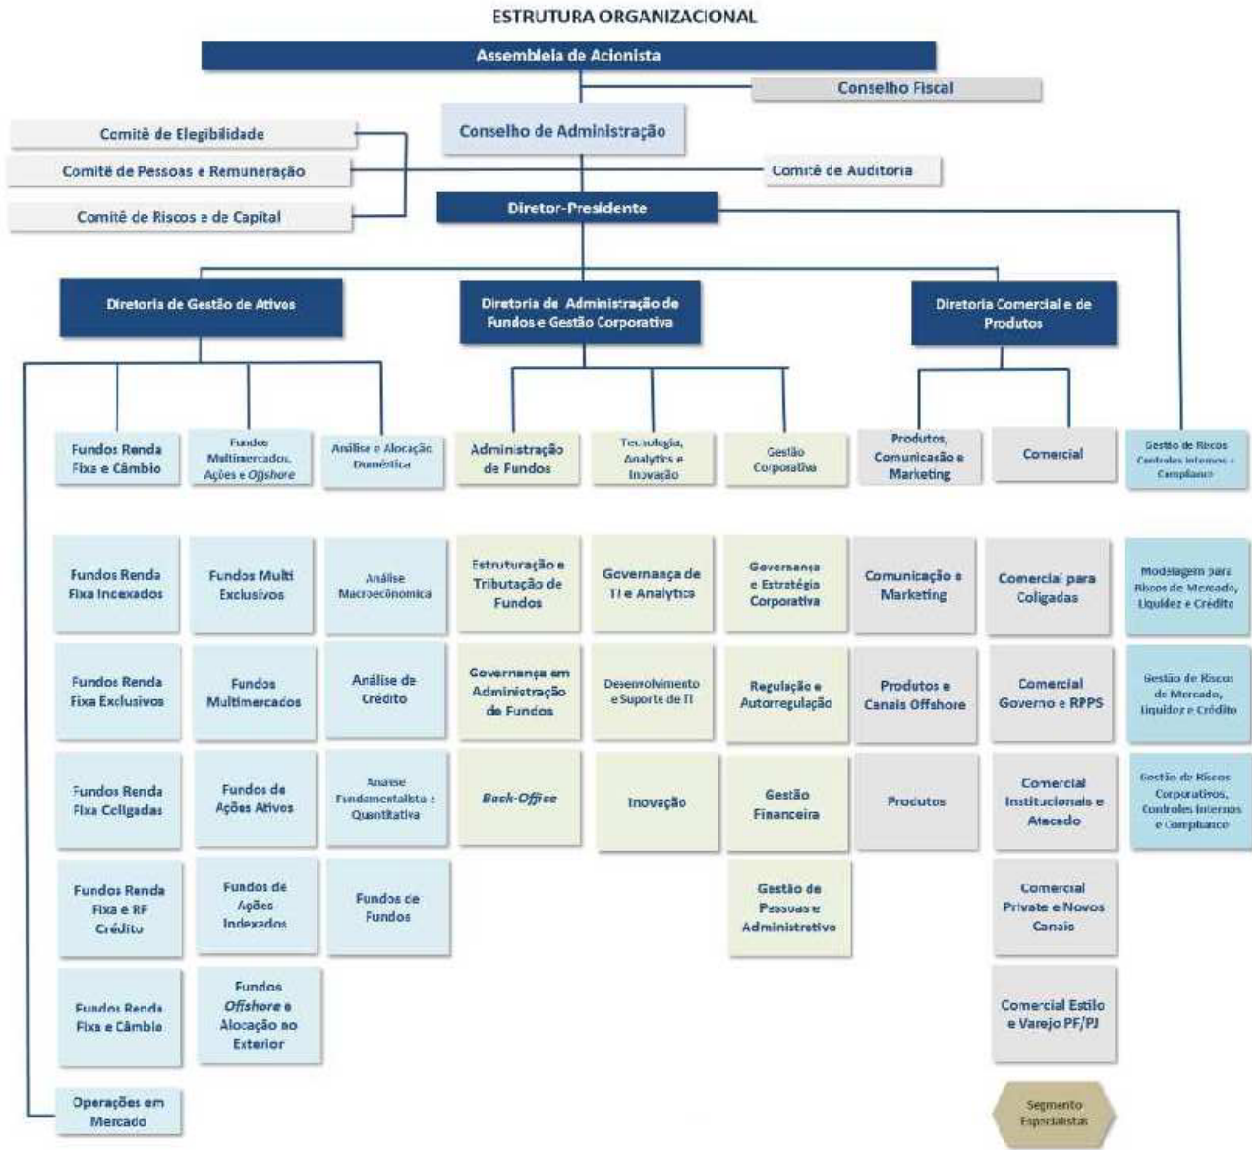 ESTRUTURA ORGANIZACIONAL
Assembleia de Acionista
Conselho Fiscal
Conselho de Administração
Comitê de Elegibilidade
Comitê de Pessoas e Remuneração
Comitê de Auditoria
Comitê de Riscos e de Capital
Diretor-Presidente
Diretoria de Gestão de Ativos
Diretoria de Administração de
Fundos e Gestão Corporativa
Diretoria Comercial e de
Produtos
Fundos Renda
Fixa e Câmbio
Fundos
Multimercados,
Ações e Offshore
Análise e Alocação
Doméstica
Administração
de Fundos
Tecnologia,
Analytics e
Inovação
Gestão
Corporativa
Produtos,
Comunicação e
Marketing
Comercial
Gestão de Riscos
Controles Internos e
Compliance
Fundos Renda
Fixa Indexados
Fundos Multi
Exclusivos
Análise
Macroecônomica
Estruturação e
Tributação de
Fundos
Governança de
TI e Analytics
Governança
e Estratégia
Corporativa
Comunicação e
Marketing
Comercial para
Coligadas
Modelagem para
Riscos de Mercado,
Liquidez e Crédito
Fundos Renda
Fixa Exclusivos
Fundos
Multimercados
Análise de
Crédito
Governança em
Administração
de Fundos
Desenvolvimento
e Suporte de TI
Regulação e
Autorregulação
Produtos e
Canais Offshore
Comercial
Governo e RPPS
Gestão de Riscos
de Mercado,
Liquidez e Crédito
Fundos Renda
Fixa Coligadas
Fundos de
Ações Ativos
Análise
Fundamentalista e
Quantitativa
Back-Office
Inovação
Gestão
Financeira
Produtos
Comercial
Institucionais e
Atacado
Gestão de Riscos
Corporativos,
Controles Internos
e Compliance
Fundos Renda
Fixa e RF
Crédito
Fundos de
Ações
Indexados
Fundos de
Fundos
Gestão de
Pessoas e
Administrativo
Comercial
Private e Novos
Canais
Fundos Renda
Fixa e Câmbio
Fundos
Offshore e
Alocação no
Exterior
Comercial Estilo
e Varejo PF/PJ
Operações em
Mercado
Segmento
Especialistas